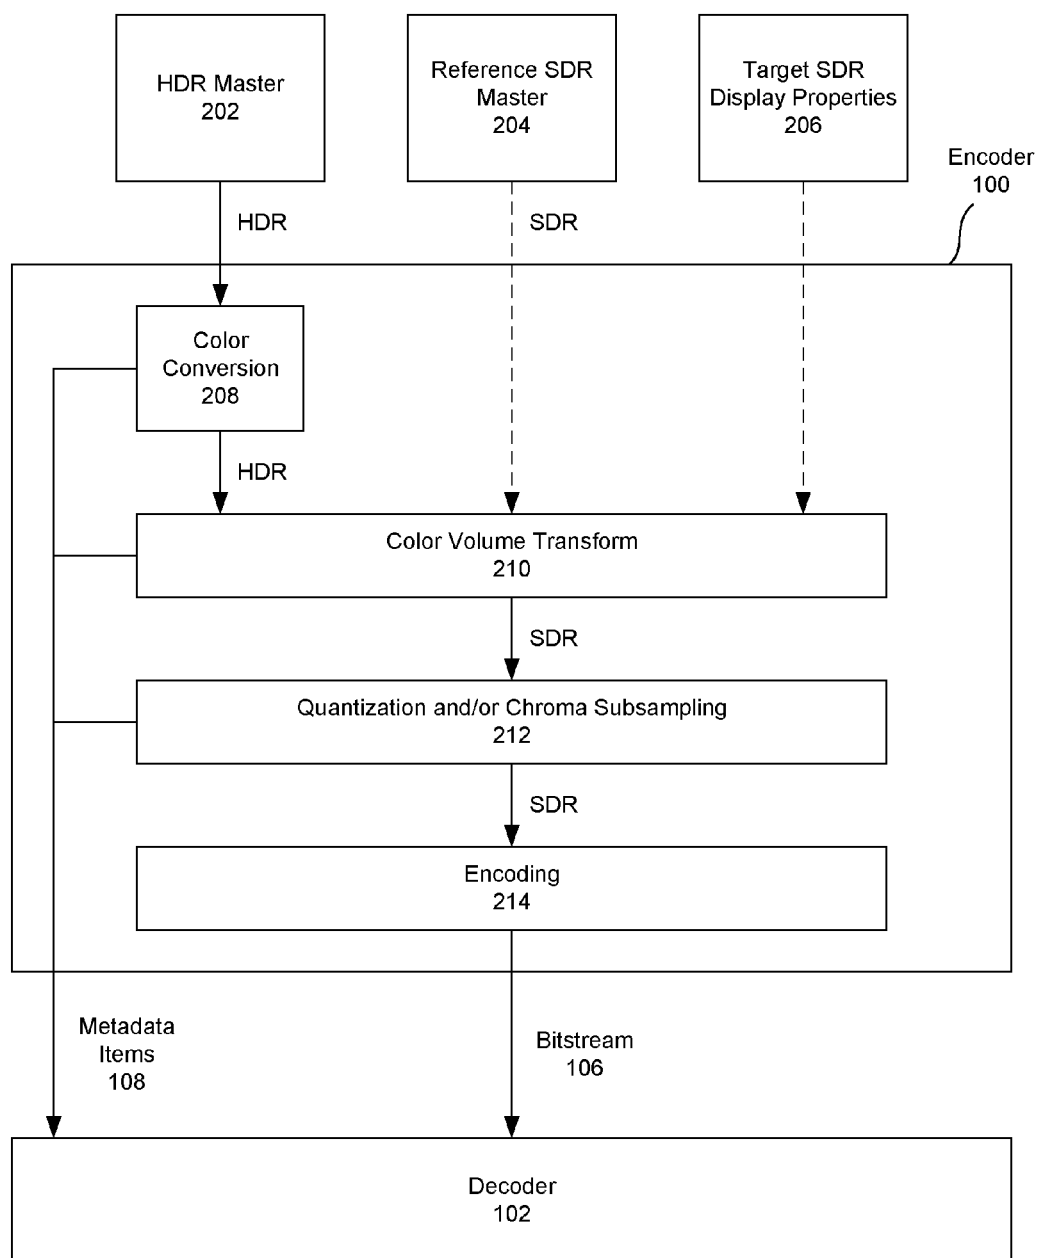 HDR Master
202
Reference SDR
Master
204
Target SDR
Display Properties
206
Encoder
100
HDR
SDR
Color
Conversion
208
HDR
Color Volume Transform
210
SDR
Quantization and/or Chroma Subsampling
212
SDR
Encoding
214
Metadata
Items
108
Bitstream
106
Decoder
102